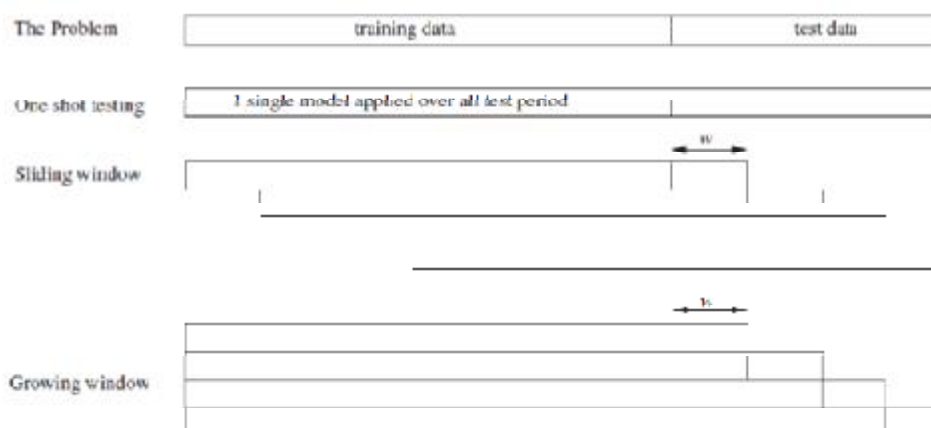 The Problem
training data
test data
One shot testing
1 single model applied over all test period
w
Sliding window
Growing window